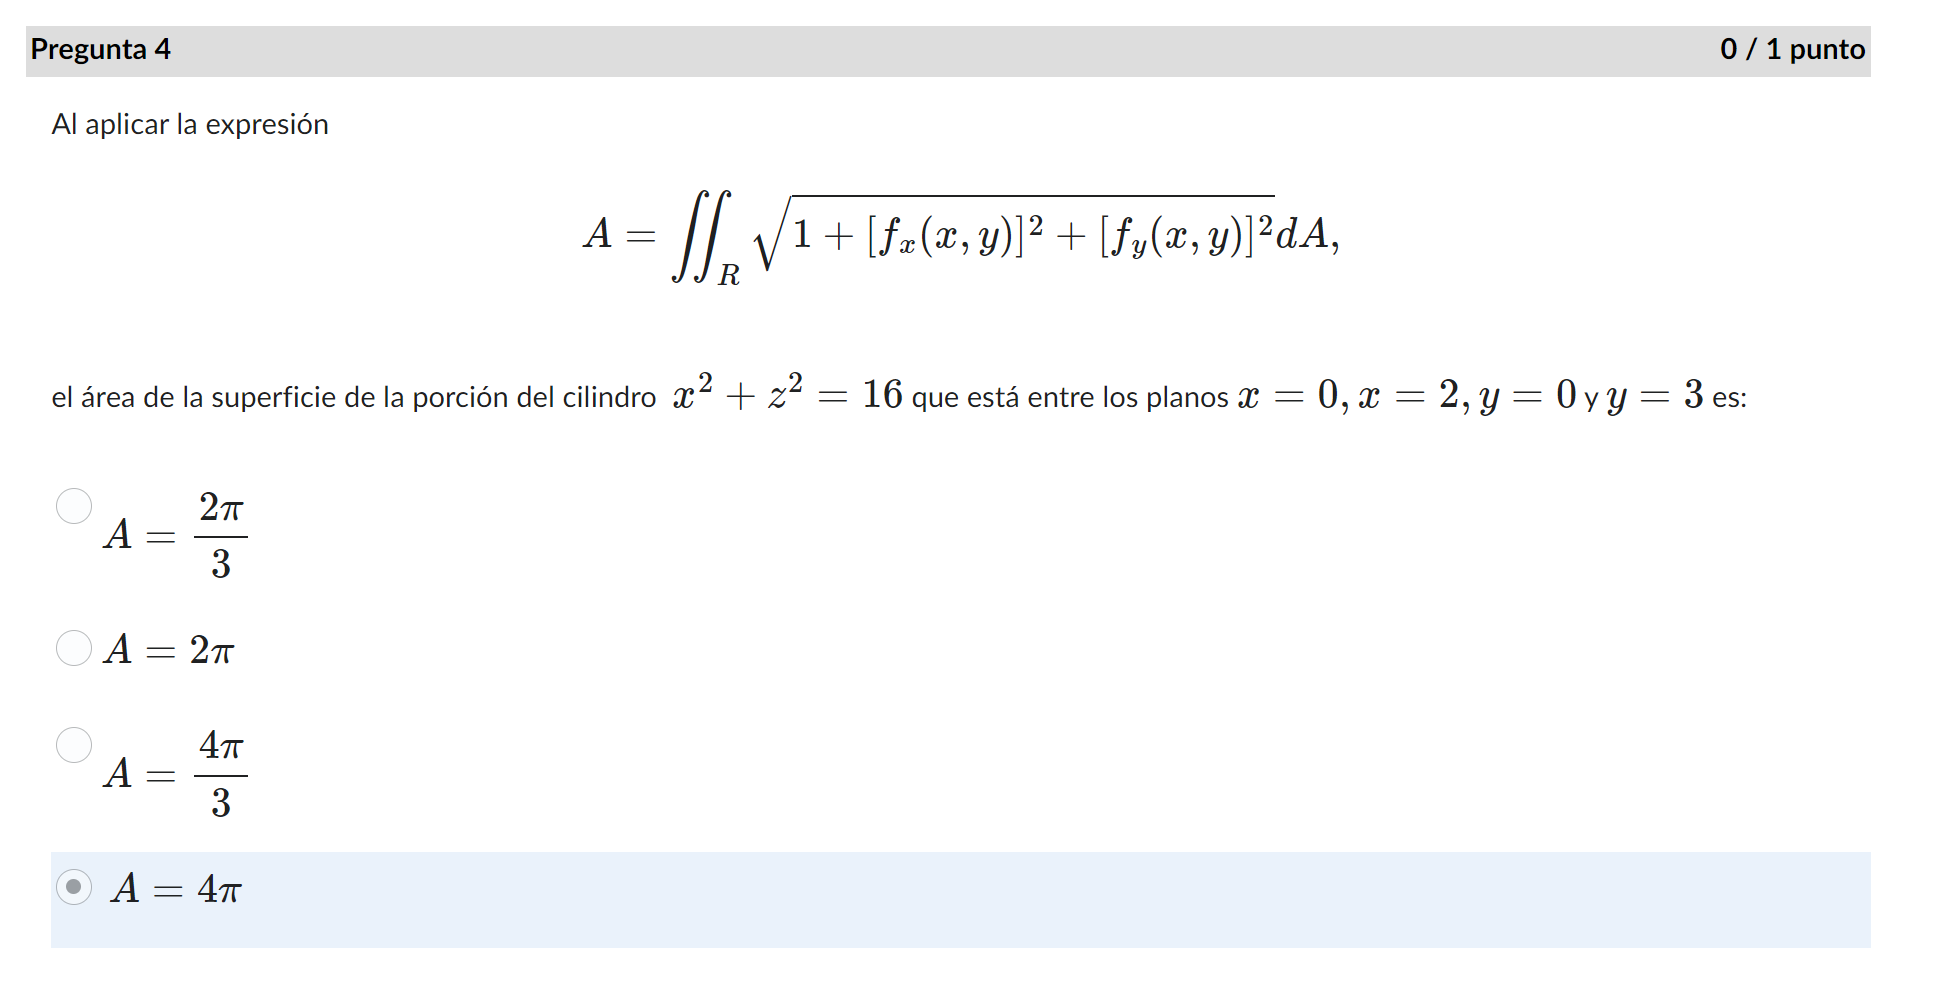 Pregunta 4 0 / 1 punto
Al aplicar la expresión
$A = \iint_R \sqrt{1 + [f_x(x, y)]^2 + [f_y(x, y)]^2} dA,$
el área de la superficie de la porción del cilindro $x^2 + z^2 = 16$ que está entre los planos $x = 0, x = 2, y = 0$ y $y = 3$ es:
$A = \frac{2\pi}{3}$
$A = 2\pi$
$A = \frac{4\pi}{3}$
$A = 4\pi$